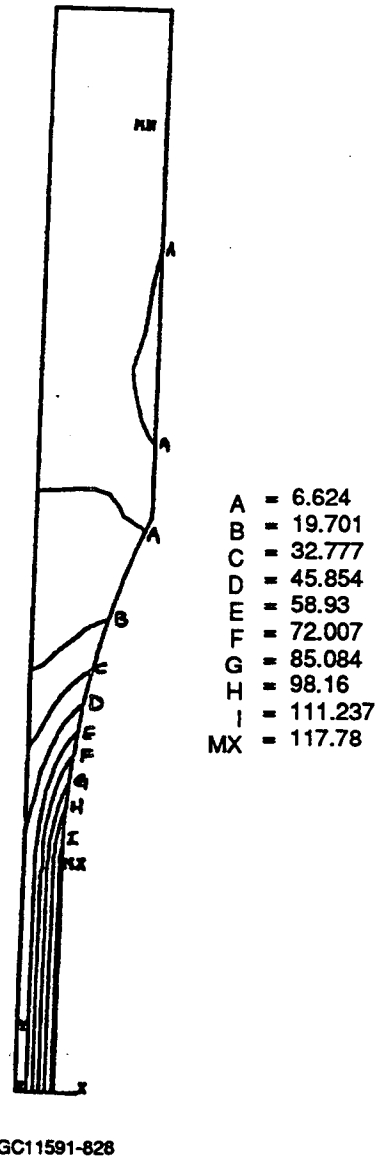 MN
A
A
A
B
C
D
E
F
G
H
I
MX
X
A = 6.624
B = 19.701
C = 32.777
D = 45.854
E = 58.93
F = 72.007
G = 85.084
H = 98.16
I = 111.237
MX = 117.78
GC11591-828